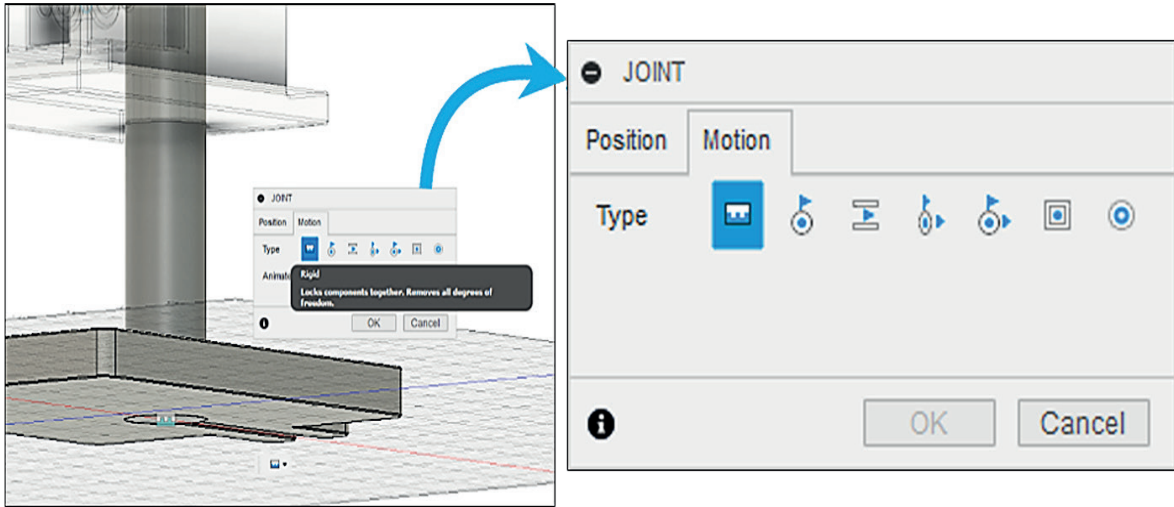 JOINT
Position Motion
Type
Animate
Rigid
Locks components together. Removes all degrees of
freedom.
OK Cancel
JOINT
Position Motion
Type
OK Cancel